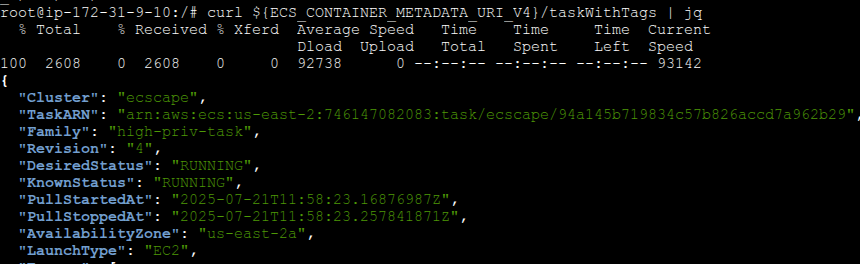 root@ip-172-31-9-10:/# curl ${ECS_CONTAINER_METADATA_URI_V4}/taskWithTags | jq
  % Total    % Received % Xferd  Average Speed   Time    Time     Time  Current
                                 Dload  Upload   Total   Spent    Left  Speed
100  2608    0  2608    0     0  92738      0 --:--:-- --:--:-- --:--:-- 93142
{
  "Cluster": "ecscape",
  "TaskARN": "arn:aws:ecs:us-east-2:746147082083:task/ecscape/94a145b719834c57b826accd7a962b29",
  "Family": "high-priv-task",
  "Revision": "4",
  "DesiredStatus": "RUNNING",
  "KnownStatus": "RUNNING",
  "PullStartedAt": "2025-07-21T11:58:23.16876987Z",
  "PullStoppedAt": "2025-07-21T11:58:23.257841871Z",
  "AvailabilityZone": "us-east-2a",
  "LaunchType": "EC2",